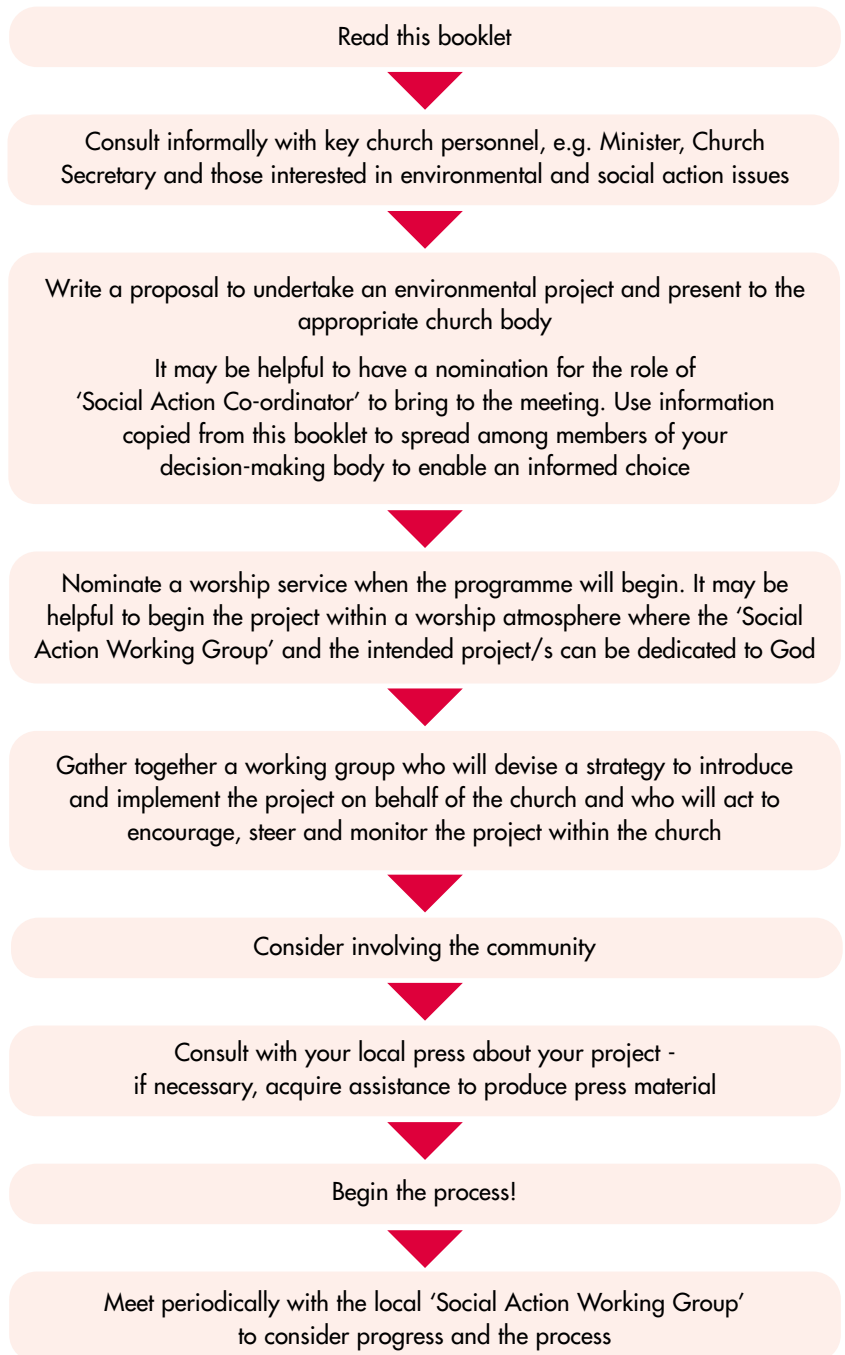 Read this booklet
Consult informally with key church personnel, e.g. Minister, Church
Secretary and those interested in environmental and social action issues
Write a proposal to undertake an environmental project and present to the
appropriate church body
It may be helpful to have a nomination for the role of
‘Social Action Co-ordinator’ to bring to the meeting. Use information
copied from this booklet to spread among members of your
decision-making body to enable an informed choice
Nominate a worship service when the programme will begin. It may be
helpful to begin the project within a worship atmosphere where the ‘Social
Action Working Group’ and the intended project/s can be dedicated to God
Gather together a working group who will devise a strategy to introduce
and implement the project on behalf of the church and who will act to
encourage, steer and monitor the project within the church
Consider involving the community
Consult with your local press about your project -
if necessary, acquire assistance to produce press material
Begin the process!
Meet periodically with the local ‘Social Action Working Group’
to consider progress and the process